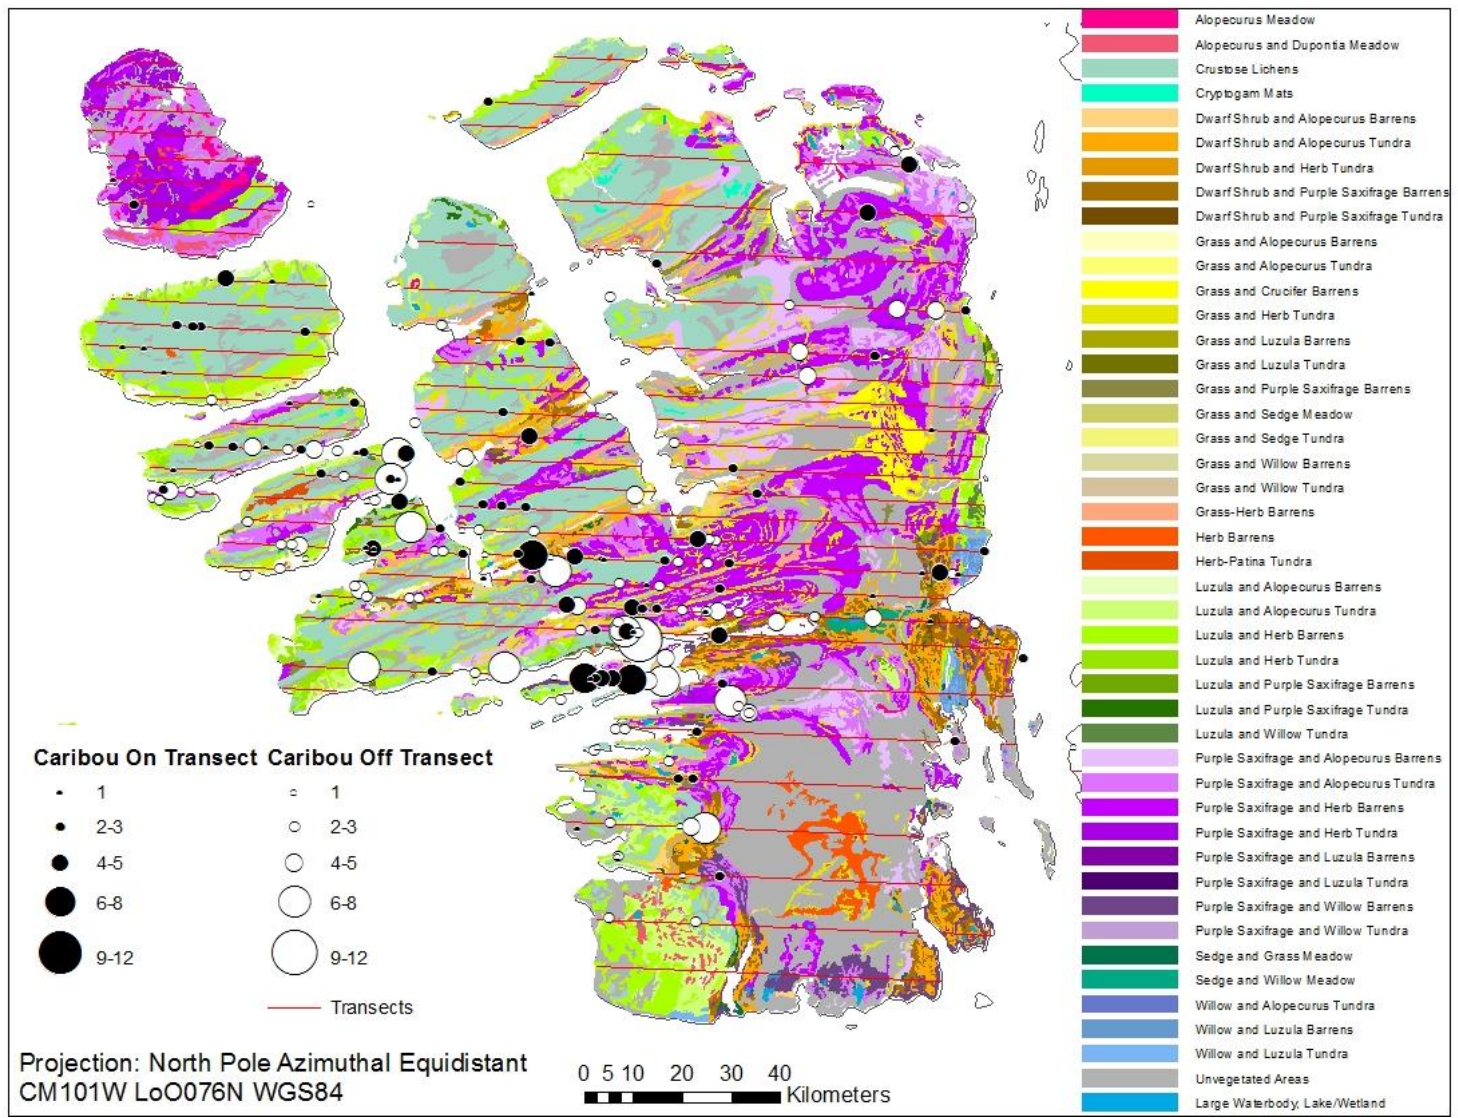 Alopecurus Meadow
Alopecurus and Dupontia Meadow
Crustose Lichens
Cryptogam Mats
Dwarf Shrub and Alopecurus Barrens
Dwarf Shrub and Alopecurus Tundra
Dwarf Shrub and Herb Tundra
Dwarf Shrub and Purple Saxifrage Barrens
Dwarf Shrub and Purple Saxifrage Tundra
Grass and Alopecurus Barrens
Grass and Alopecurus Tundra
Grass and Crucifer Barrens
Grass and Herb Tundra
Grass and Luzula Barrens
Grass and Luzula Tundra
Grass and Purple Saxifrage Barrens
Grass and Sedge Meadow
Grass and Sedge Tundra
Grass and Willow Barrens
Grass and Willow Tundra
Grass-Herb Barrens
Herb Barrens
Herb-Patina Tundra
Luzula and Alopecurus Barrens
Luzula and Alopecurus Tundra
Luzula and Herb Barrens
Luzula and Herb Tundra
Luzula and Purple Saxifrage Barrens
Luzula and Purple Saxifrage Tundra
Luzula and Willow Tundra
Purple Saxifrage and Alopecurus Barrens
Purple Saxifrage and Alopecurus Tundra
Purple Saxifrage and Herb Barrens
Purple Saxifrage and Herb Tundra
Purple Saxifrage and Luzula Barrens
Purple Saxifrage and Luzula Tundra
Purple Saxifrage and Willow Barrens
Purple Saxifrage and Willow Tundra
Sedge and Grass Meadow
Sedge and Willow Meadow
Willow and Alopecurus Tundra
Willow and Luzula Barrens
Willow and Luzula Tundra
Unvegetated Areas
Large Waterbody, Lake/Wetland
Caribou On Transect Caribou Off Transect
1 1
2-3 2-3
4-5 4-5
6-8 6-8
9-12 9-12
Transects
Projection: North Pole Azimuthal Equidistant
CM101W LoO076N WGS84
0 5 10 20 30 40
Kilometers